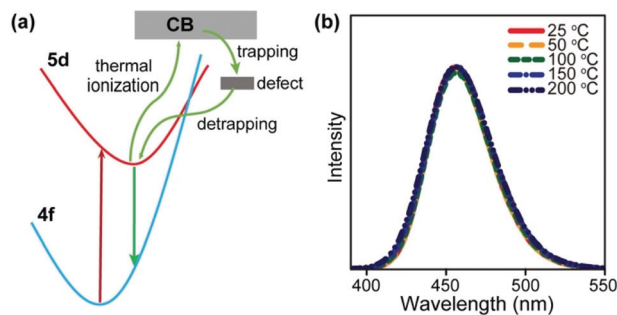 (a)
CB
trapping
5d
thermal
ionization
defect
detrapping
4f
(b)
25 °C
50 °C
100 °C
150 °C
200 °C
Intensity
400 450 500 550
Wavelength (nm)